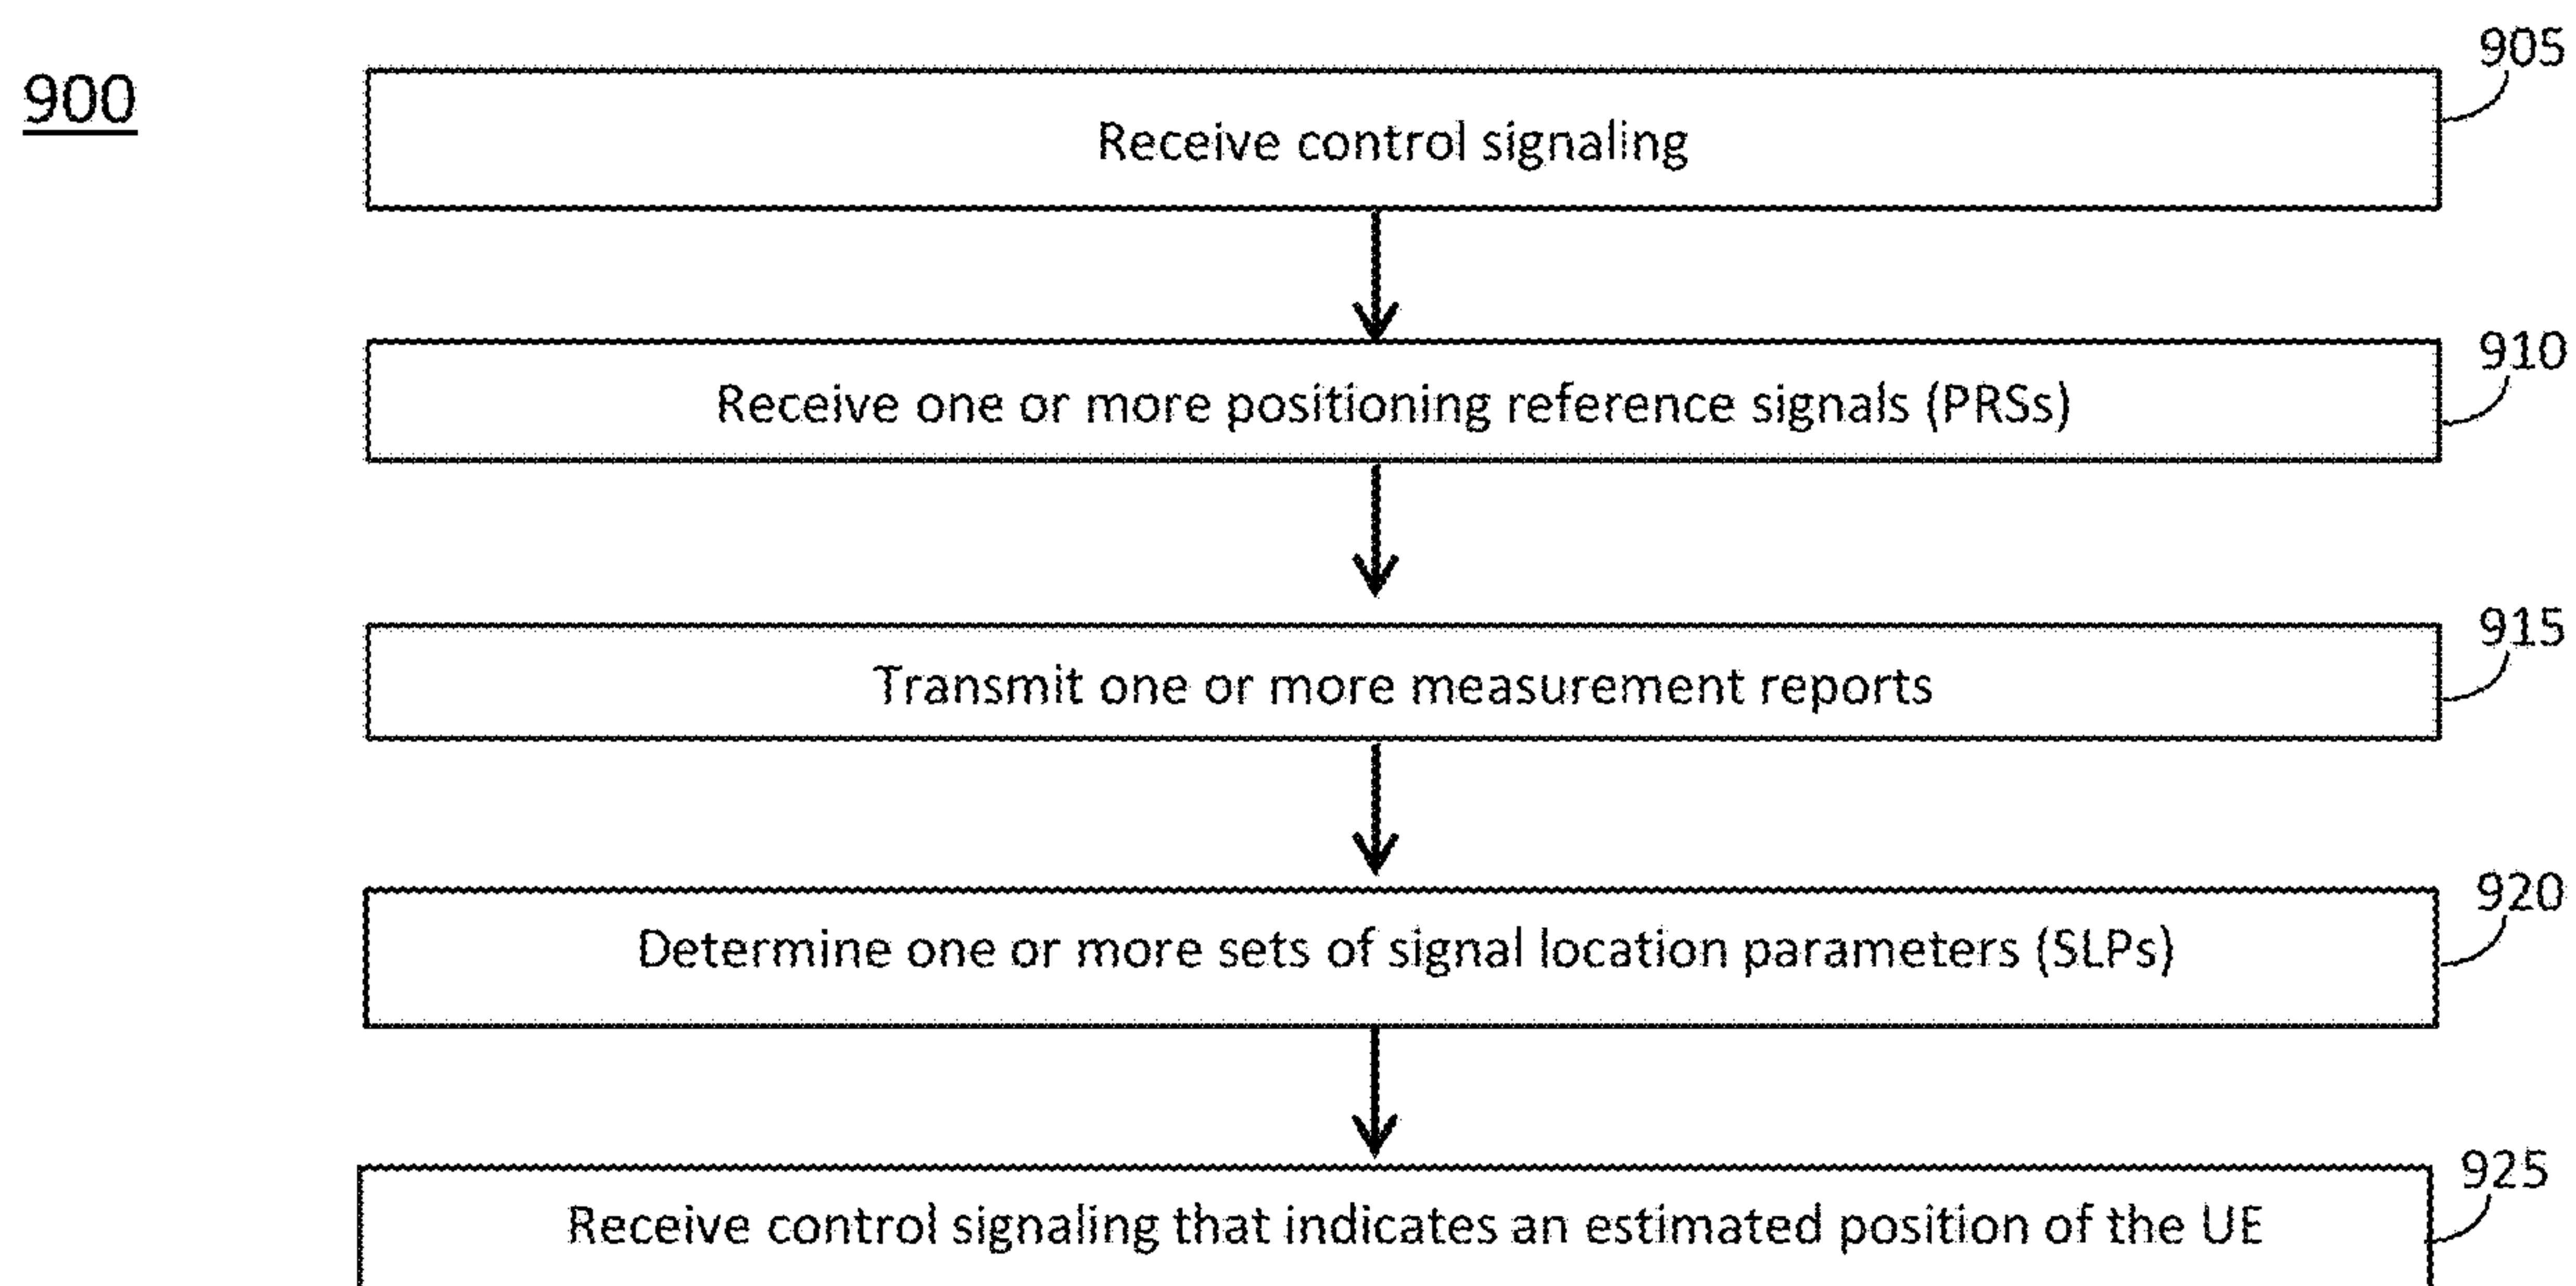 905
900
Receive control signaling
910
Receive one or more positioning reference signals (PRSs)
915
Transmit one or more measurement reports
920
Determine one or more sets of signal location parameters (SLPs)
925
Receive control signaling that indicates an estimated position of the UE